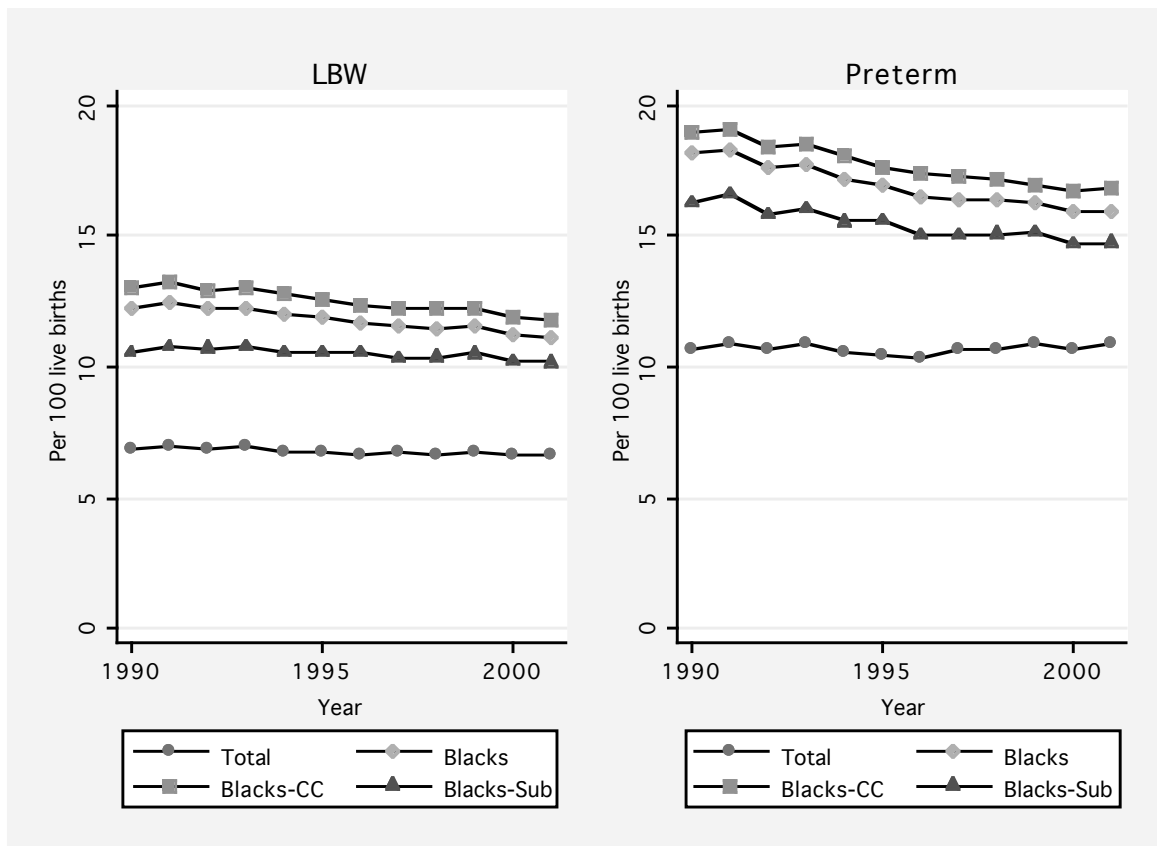 LBW
Per 100 live births
20
15
10
5
0
1990 1995 2000
Year
Total Blacks
Blacks-CC Blacks-Sub
Preterm
Per 100 live births
20
15
10
5
0
1990 1995 2000
Year
Total Blacks
Blacks-CC Blacks-Sub